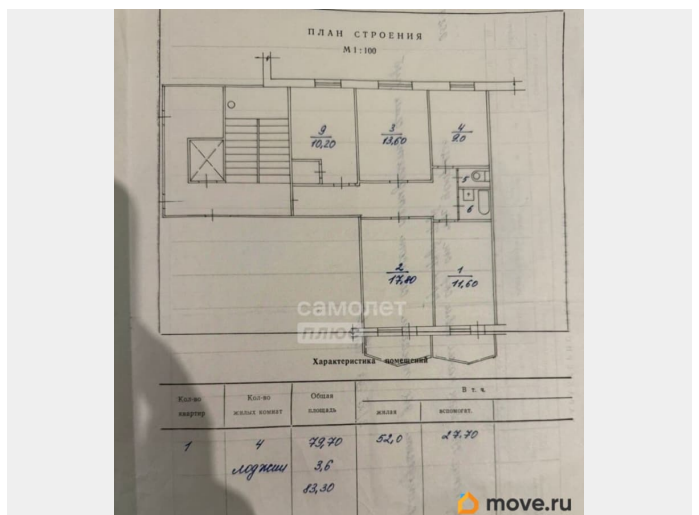 ПЛАН СТРОЕНИЯ
М 1 : 100
9
10,20
3
13,60
4
9.0
5
6
2
17,80
1
11,60
самолет
плюс
Характеристика помещений
Кол-во квартир
Кол-во жилых комнат
Общая площадь
В т. ч.
жилая
вспомогат.
1
4
79,70
52,0
27.70
лоджии
3,6
83,30
move.ru